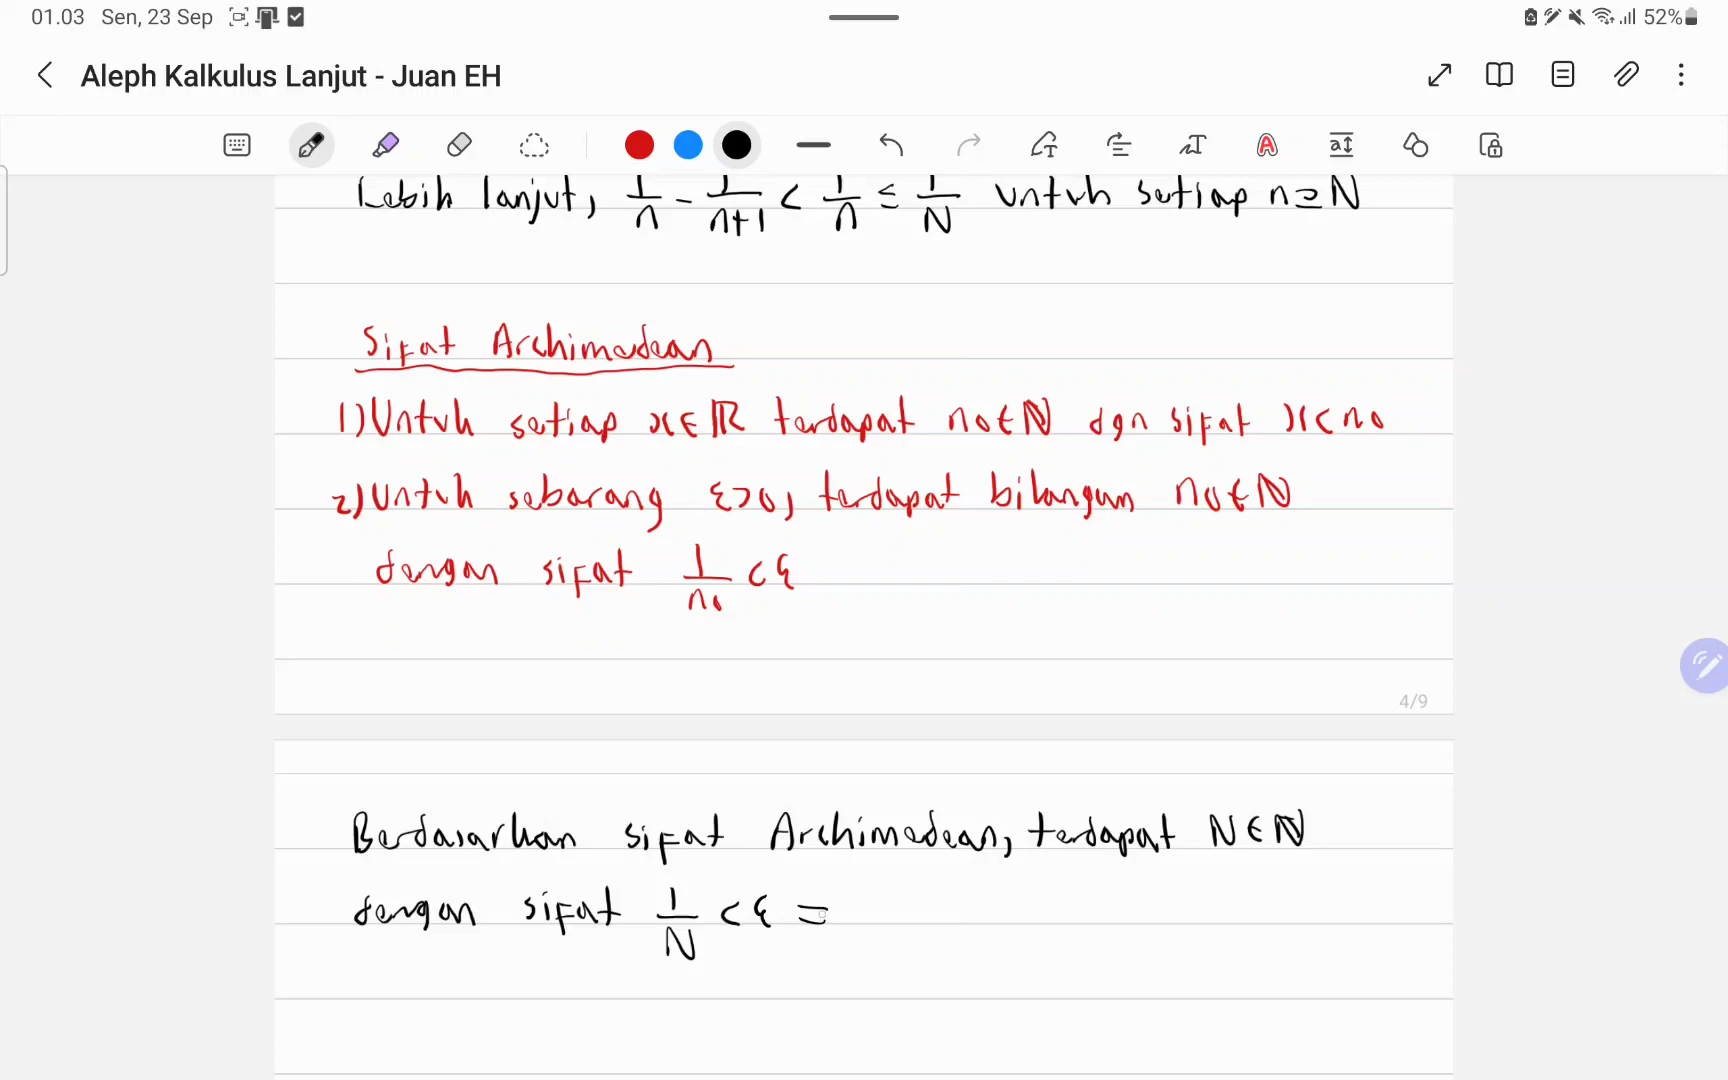 01.03 Sen, 23 Sep 52%
Aleph Kalkulus Lanjut - Juan EH
Lebih lanjut, 1/n - 1/(n+1) < 1/n ≤ 1/N untuk setiap n ≥ N
Sifat Archimedean
1) Untuk setiap x ∈ ℝ terdapat n₀ ∈ ℕ dgn sifat x < n₀
2) Untuk sebarang ε > 0, terdapat bilangan n₀ ∈ ℕ
dengan sifat 1/n₀ < ε
4/9
Berdasarkan sifat Archimedean, terdapat N ∈ ℕ
dengan sifat 1/N < ε =